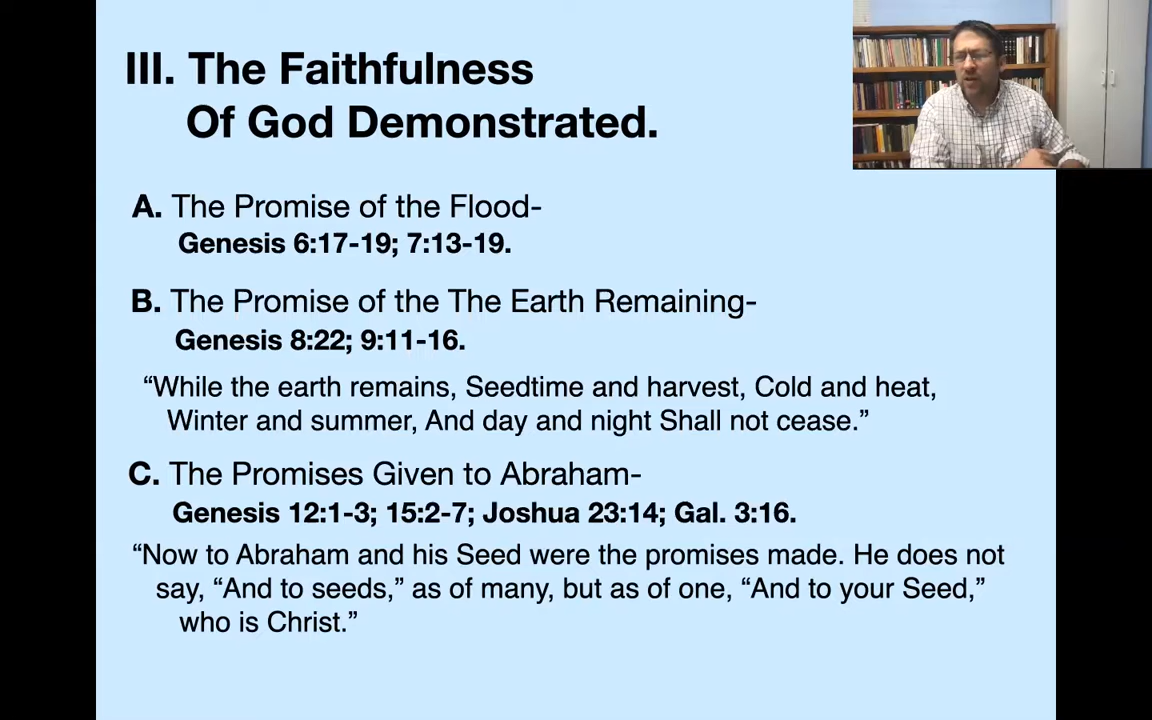 III. The Faithfulness
Of God Demonstrated.
A. The Promise of the Flood-
Genesis 6:17-19; 7:13-19.
B. The Promise of the The Earth Remaining-
Genesis 8:22; 9:11-16.
“While the earth remains, Seedtime and harvest, Cold and heat,
Winter and summer, And day and night Shall not cease.”
C. The Promises Given to Abraham-
Genesis 12:1-3; 15:2-7; Joshua 23:14; Gal. 3:16.
“Now to Abraham and his Seed were the promises made. He does not
say, “And to seeds,” as of many, but as of one, “And to your Seed,”
who is Christ.”